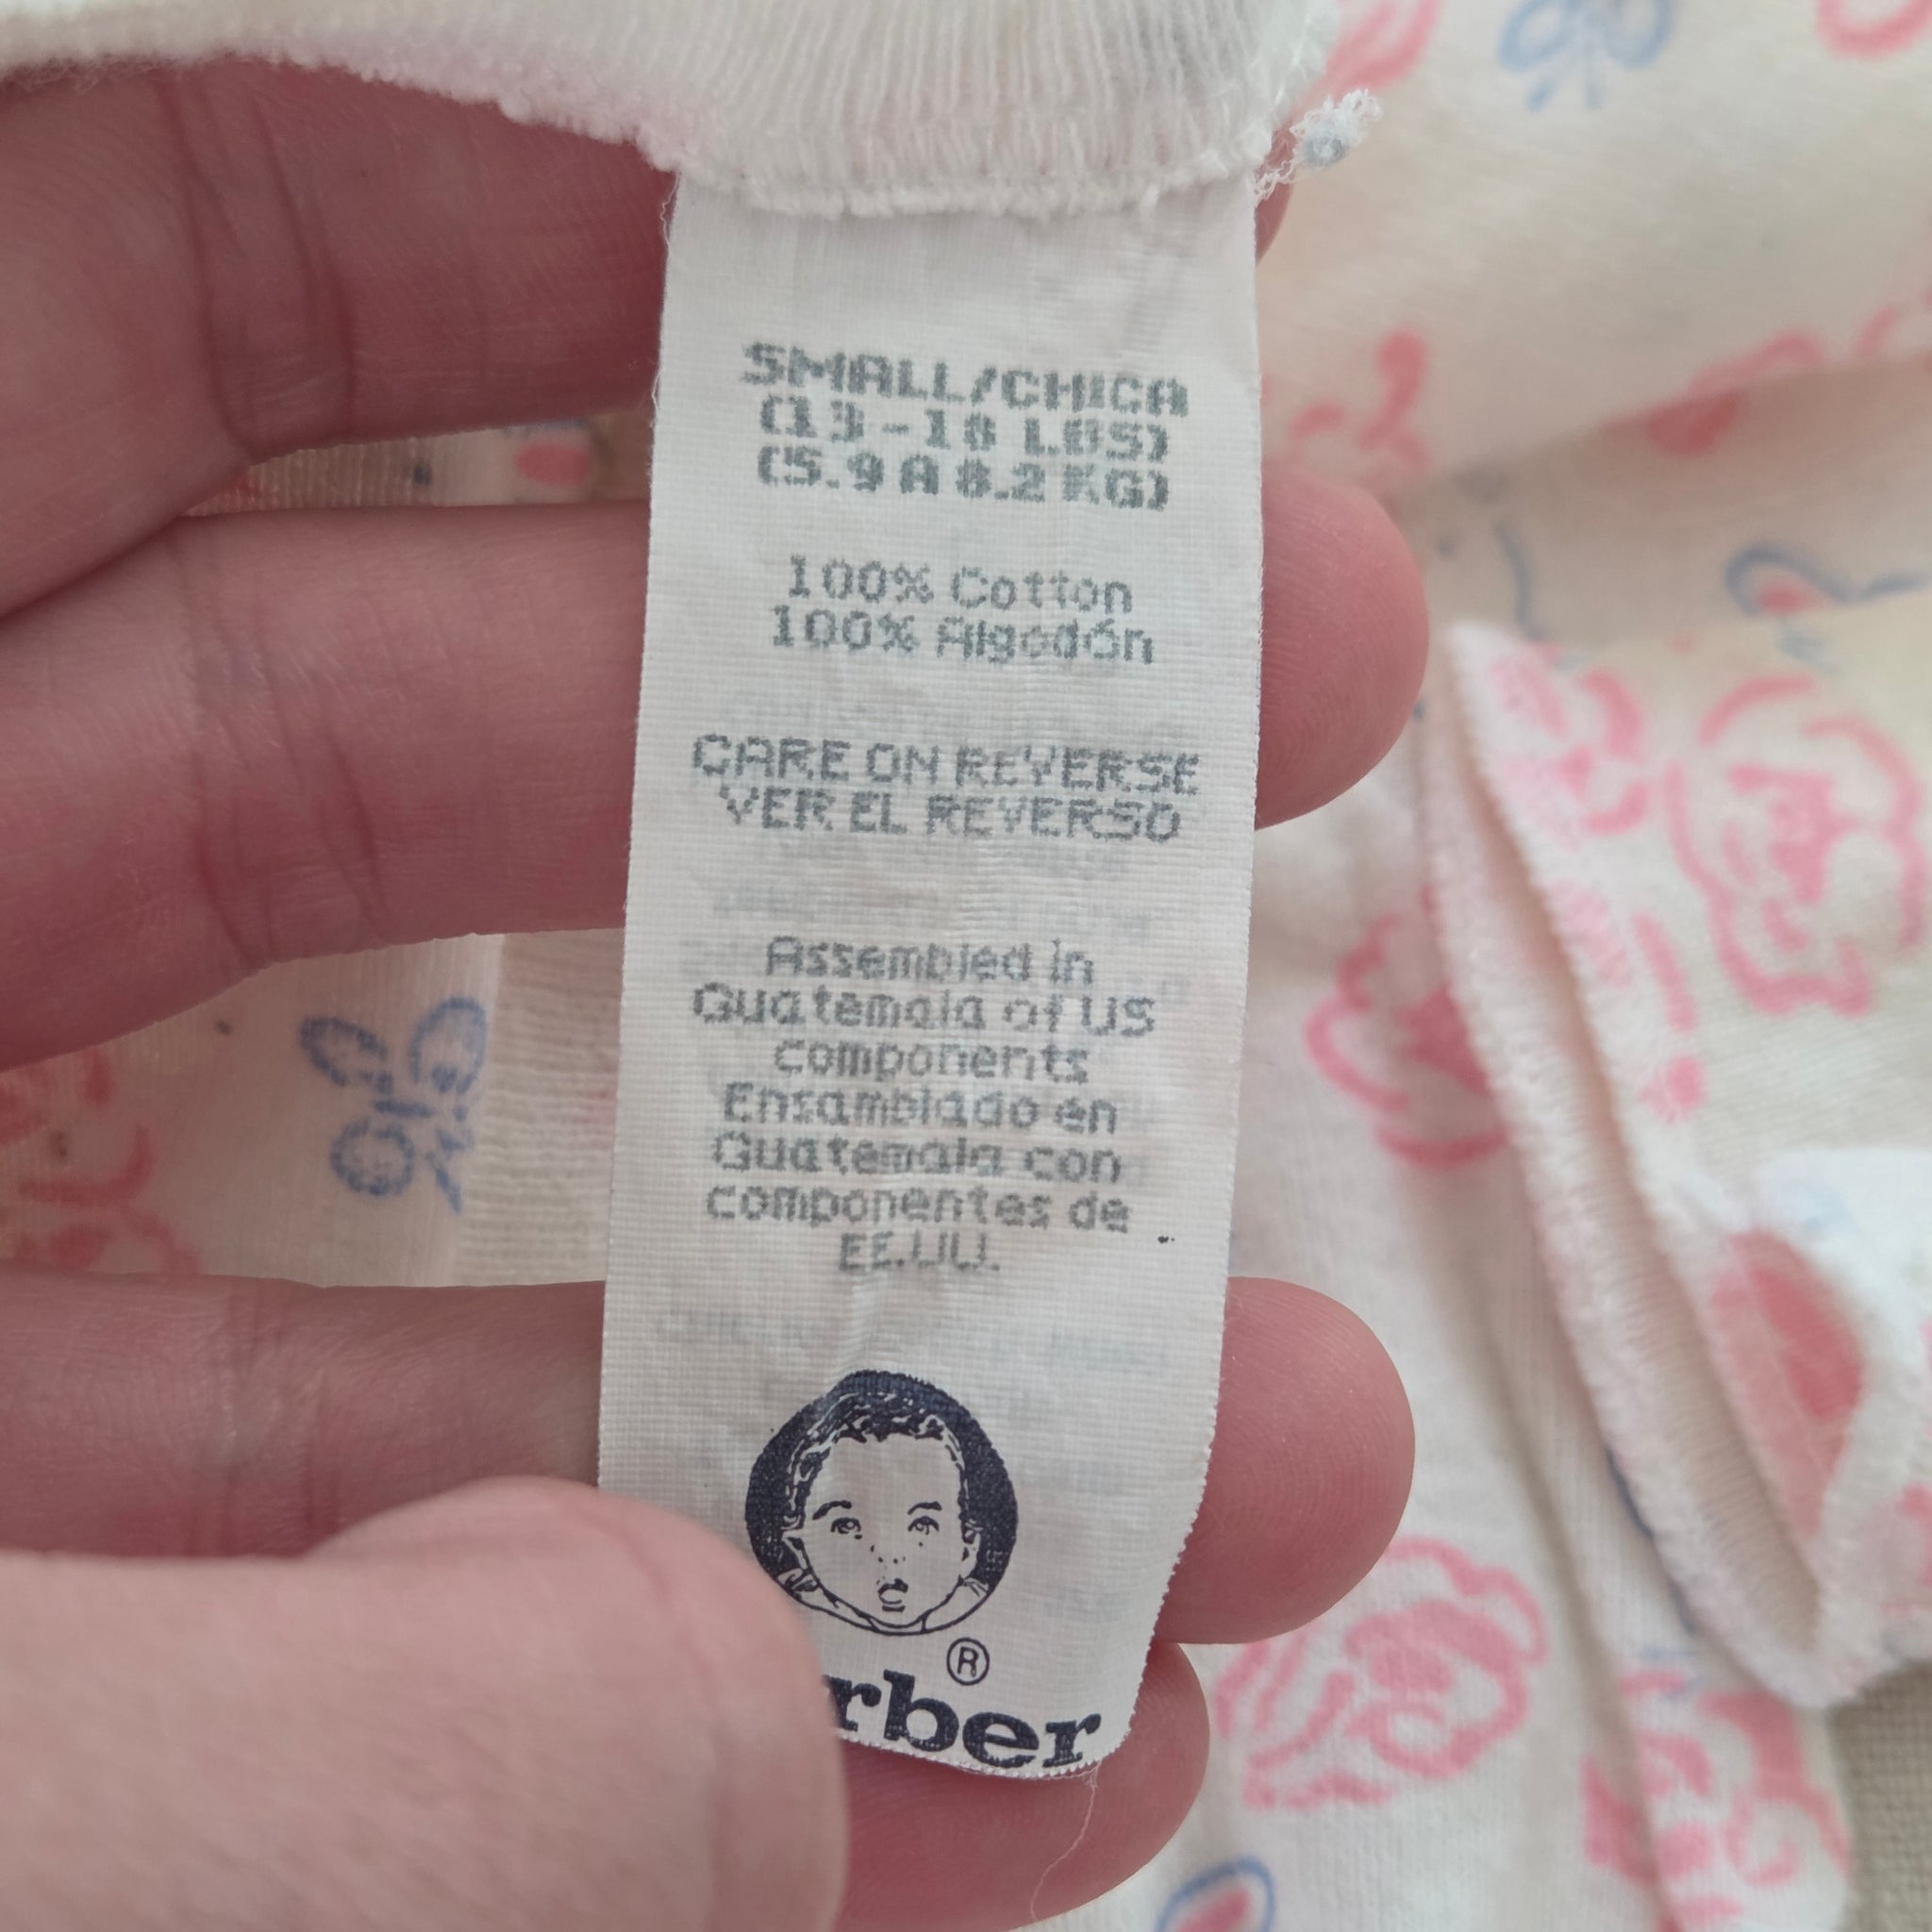 SMALL/CHICA
(13-18 LBS)
(5.9 A 8.2 KG)
100% Cotton
100% Algodón
CARE ON REVERSE
VER EL REVERSO
Assembled in
Guatemala of US
components
Ensamblado en
Guatemala con
componentes de
EE.UU.
®
rber